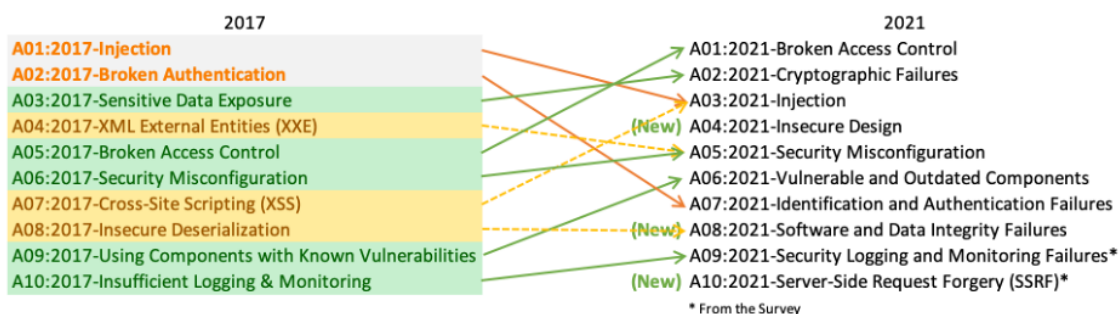 2017
A01:2017-Injection
A02:2017-Broken Authentication
A03:2017-Sensitive Data Exposure
A04:2017-XML External Entities (XXE)
A05:2017-Broken Access Control
A06:2017-Security Misconfiguration
A07:2017-Cross-Site Scripting (XSS)
A08:2017-Insecure Deserialization
A09:2017-Using Components with Known Vulnerabilities
A10:2017-Insufficient Logging & Monitoring
2021
A01:2021-Broken Access Control
A02:2021-Cryptographic Failures
A03:2021-Injection
(New) A04:2021-Insecure Design
A05:2021-Security Misconfiguration
A06:2021-Vulnerable and Outdated Components
A07:2021-Identification and Authentication Failures
(New) A08:2021-Software and Data Integrity Failures
A09:2021-Security Logging and Monitoring Failures*
(New) A10:2021-Server-Side Request Forgery (SSRF)*
* From the Survey